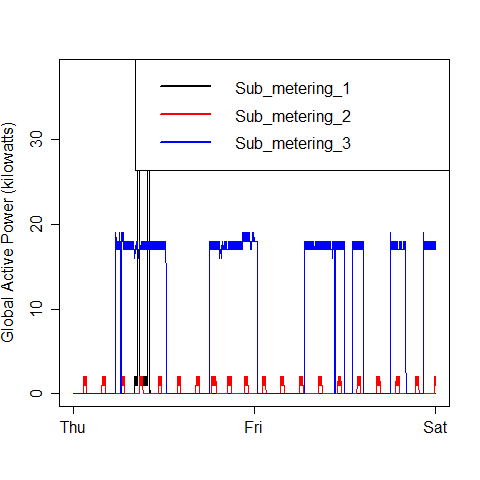 Sub_metering_1
Sub_metering_2
Sub_metering_3
Global Active Power (kilowatts)
30
20
10
0
Thu Fri Sat